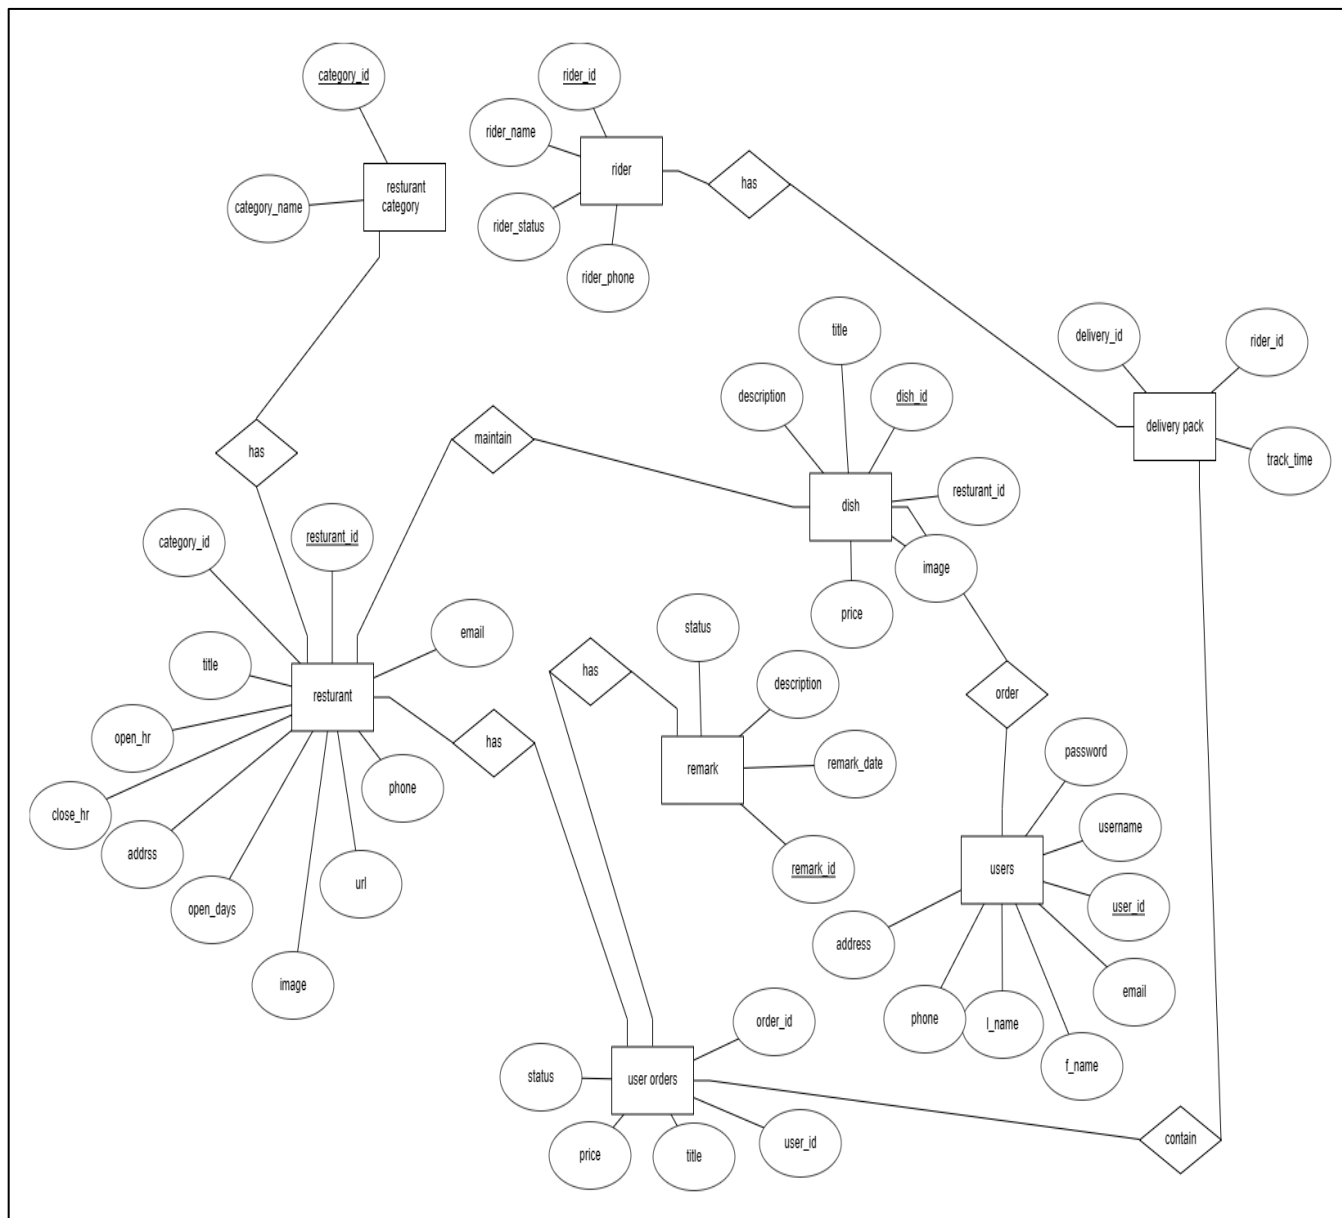 category_id
rider_id
rider_name
rider
has
resturant
category
category_name
rider_status
rider_phone
title
delivery_id
rider_id
description
dish_id
delivery pack
maintain
has
track_time
resturant_id
dish
category_id
resturant_id
image
price
email
status
title
has
description
order
resturant
open_hr
has
password
phone
remark
remark_date
close_hr
username
addrss
remark_id
users
url
user_id
open_days
address
image
email
order_id
phone
l_name
f_name
status
user orders
contain
price
title
user_id